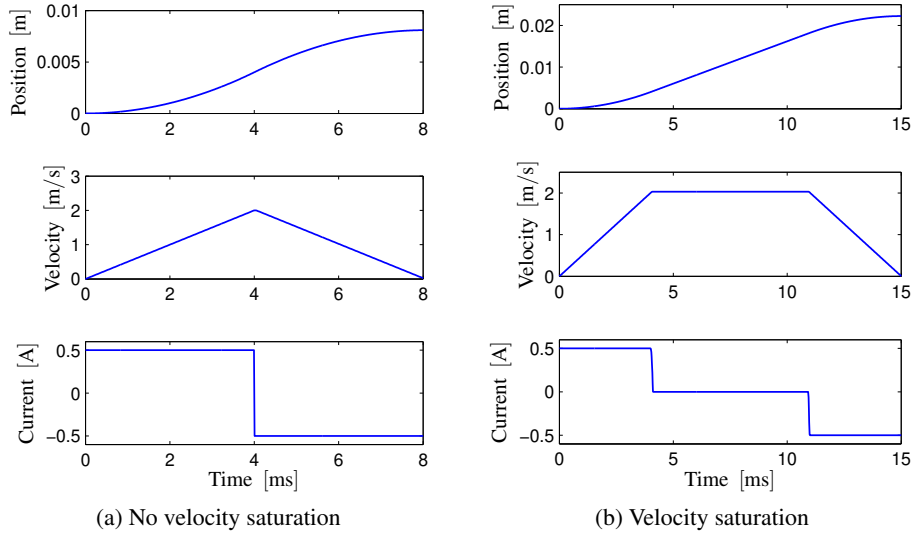 0.01
0.005
0
Position [m]
0 2 4 6 8
3
2
1
0
Velocity [m/s]
0 2 4 6 8
0.5
0
−0.5
Current [A]
0 2 4 6 8
Time [ms]
(a) No velocity saturation
0.02
0.01
0
Position [m]
0 5 10 15
2
1
0
Velocity [m/s]
0 5 10 15
0.5
0
−0.5
Current [A]
0 5 10 15
Time [ms]
(b) Velocity saturation